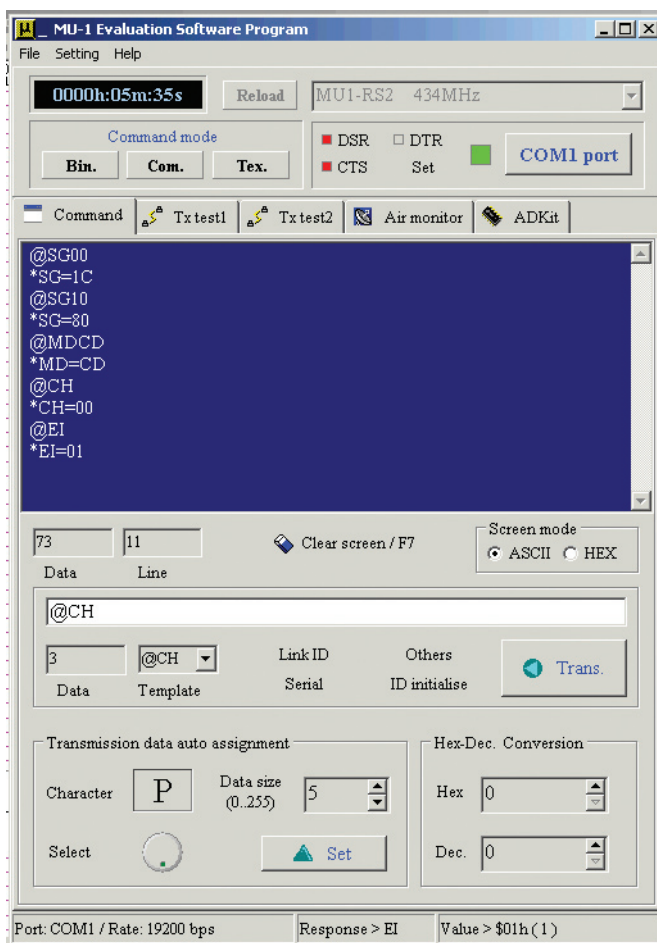 µ_ MU-1 Evaluation Software Program
File Setting Help
0000h:05m:35s Reload MU1-RS2 434MHz
Command mode
Bin. Com. Tex.
DSR DTR
CTS Set
COM1 port
Command Tx test1 Tx test2 Air monitor ADKit
@SG00
*SG=1C
@SG10
*SG=80
@MDCD
*MD=CD
@CH
*CH=00
@EI
*EI=01
73 11 Clear screen / F7
Data Line
Screen mode
ASCII HEX
@CH
3 @CH Link ID Others
Data Template Serial ID initialise
Trans.
Transmission data auto assignment
Character P Data size (0..255) 5
Select Set
Hex-Dec. Conversion
Hex 0
Dec. 0
Port: COM1 / Rate: 19200 bps Response > EI Value > $01h ( 1 )